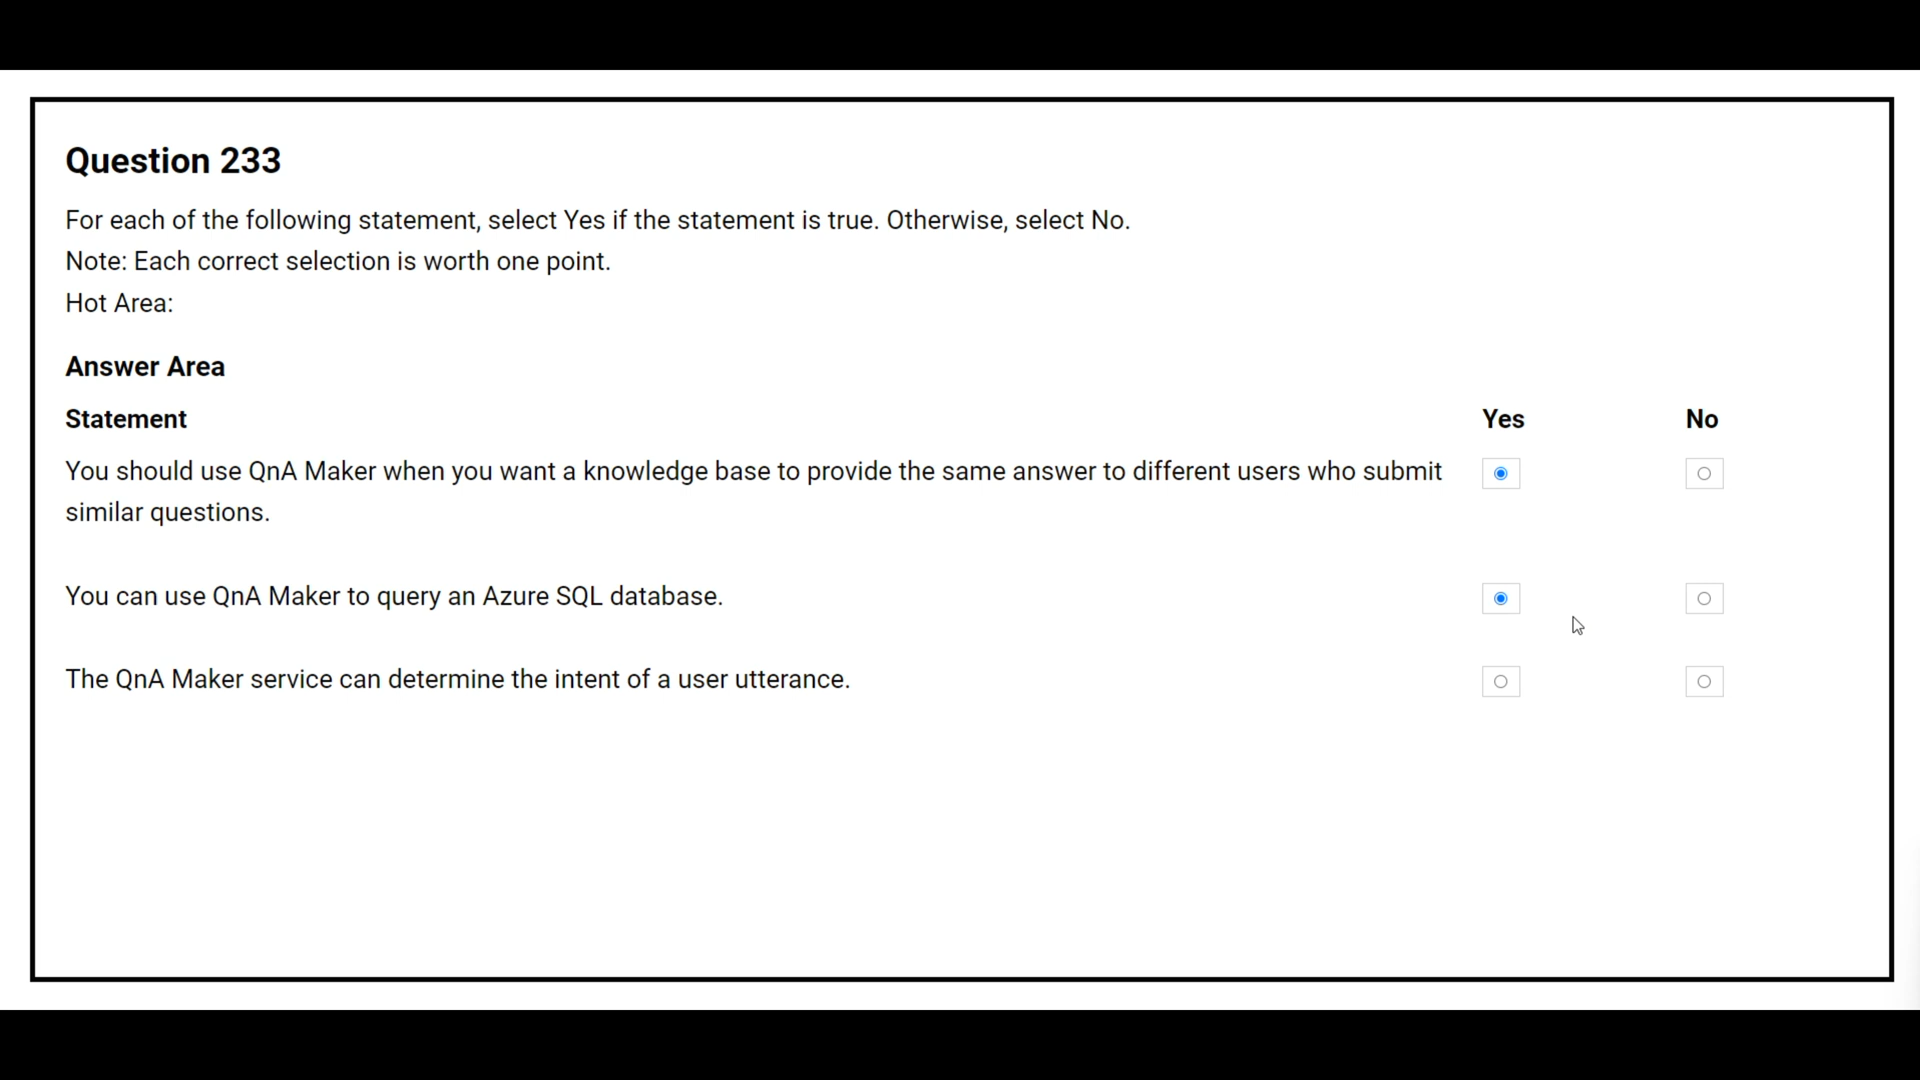 Question 233
For each of the following statement, select Yes if the statement is true. Otherwise, select No.
Note: Each correct selection is worth one point.
Hot Area:
Answer Area
Statement Yes No
You should use QnA Maker when you want a knowledge base to provide the same answer to different users who submit
similar questions.
You can use QnA Maker to query an Azure SQL database.
The QnA Maker service can determine the intent of a user utterance.